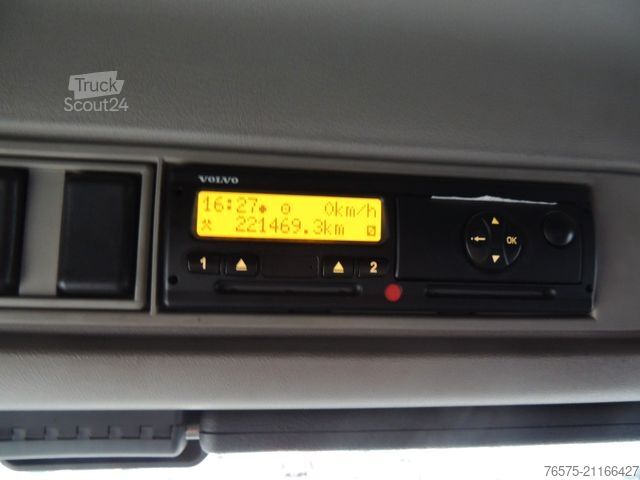 Truck
Scout24
VOLVO
16:27 0km/h
221469.3km
1 2
OK
76575-21166427